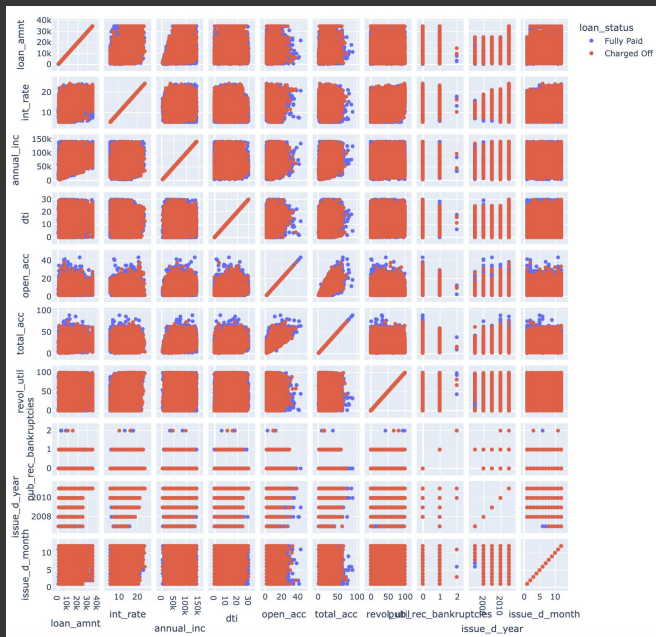 loan_status
Fully Paid
Charged Off
loan_amnt
40k
30k
20k
10k
0
int_rate
20
10
annual_inc
150k
100k
50k
0
dti
30
20
10
0
open_acc
40
20
0
total_acc
100
50
0
revol_util
100
50
0
pub_rec_bankruptcies
2
1
0
issue_d_year
2010
2008
issue_d_month
10
5
0 10k 20k 30k 40k
10 20
0 50k 100k 150k
0 10 20 30
0 20 40
0 50 100
0 50 100
0 1 2
2008 2010
0 10
loan_amnt
int_rate
annual_inc
dti
open_acc
total_acc
revol_util
pub_rec_bankruptcies
issue_d_year
issue_d_month